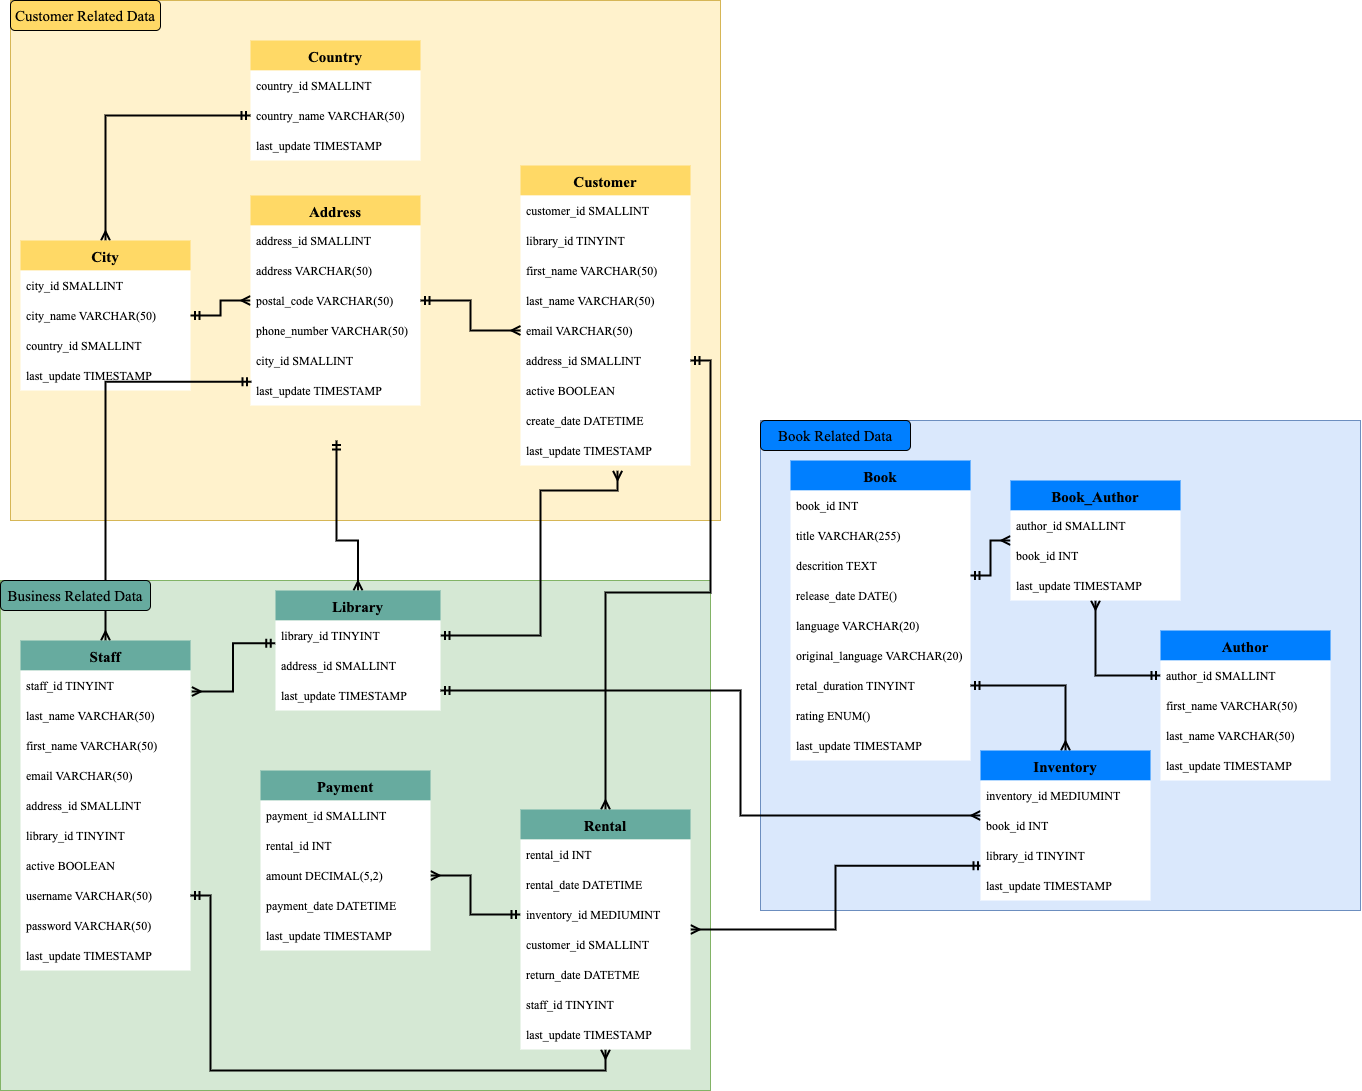 Customer Related Data
Country
country_id SMALLINT
country_name VARCHAR(50)
last_update TIMESTAMP
Customer
customer_id SMALLINT
library_id TINYINT
first_name VARCHAR(50)
last_name VARCHAR(50)
email VARCHAR(50)
address_id SMALLINT
active BOOLEAN
create_date DATETIME
last_update TIMESTAMP
Address
address_id SMALLINT
address VARCHAR(50)
postal_code VARCHAR(50)
phone_number VARCHAR(50)
city_id SMALLINT
last_update TIMESTAMP
City
city_id SMALLINT
city_name VARCHAR(50)
country_id SMALLINT
last_update TIMESTAMP
Book Related Data
Book
book_id INT
title VARCHAR(255)
descrition TEXT
release_date DATE()
language VARCHAR(20)
original_language VARCHAR(20)
retal_duration TINYINT
rating ENUM()
last_update TIMESTAMP
Book_Author
author_id SMALLINT
book_id INT
last_update TIMESTAMP
Author
author_id SMALLINT
first_name VARCHAR(50)
last_name VARCHAR(50)
last_update TIMESTAMP
Inventory
inventory_id MEDIUMINT
book_id INT
library_id TINYINT
last_update TIMESTAMP
Business Related Data
Library
library_id TINYINT
address_id SMALLINT
last_update TIMESTAMP
Staff
staff_id TINYINT
last_name VARCHAR(50)
first_name VARCHAR(50)
email VARCHAR(50)
address_id SMALLINT
library_id TINYINT
active BOOLEAN
username VARCHAR(50)
password VARCHAR(50)
last_update TIMESTAMP
Payment
payment_id SMALLINT
rental_id INT
amount DECIMAL(5,2)
payment_date DATETIME
last_update TIMESTAMP
Rental
rental_id INT
rental_date DATETIME
inventory_id MEDIUMINT
customer_id SMALLINT
return_date DATETME
staff_id TINYINT
last_update TIMESTAMP